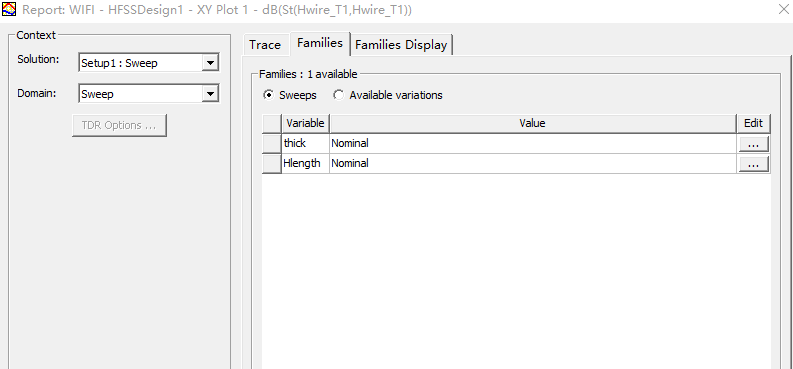 Report: WIFI - HFSSDesign1 - XY Plot 1 - dB(St(Hwire_T1,Hwire_T1))
Context
Solution: Setup1 : Sweep
Domain: Sweep
TDR Options ...
Trace Families Families Display
Families : 1 available
Sweeps Available variations
Variable Value Edit
thick Nominal ...
Hlength Nominal ...